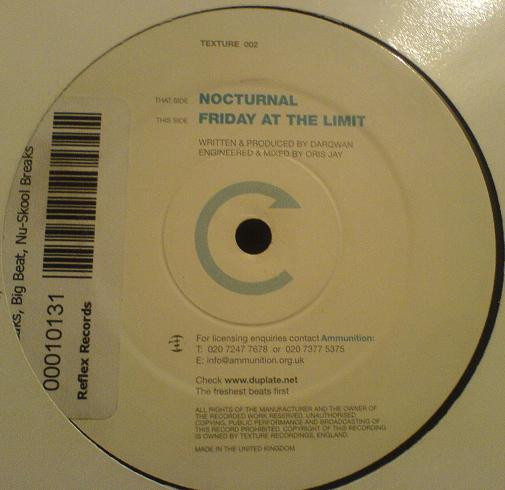 TEXTURE 002
THAT SIDE NOCTURNAL
THIS SIDE FRIDAY AT THE LIMIT
WRITTEN & PRODUCED BY DARQWAN
ENGINEERED & MIXED BY ORIS JAY
For licensing enquiries contact Ammunition:
T: 020 7247 7678 or 020 7377 5375
E: info@ammunition.org.uk
Check www.duplate.net
The freshest beats first
ALL RIGHTS OF THE MANUFACTURER AND THE OWNER OF
THE RECORDED WORK RESERVED. UNAUTHORISED
COPYING, PUBLIC PERFORMANCE AND BROADCASTING OF
THIS RECORD PROHIBITED. COPYRIGHT OF THIS RECORDING
IS OWNED BY TEXTURE RECORDINGS, ENGLAND.
MADE IN THE UNITED KINGDOM
Big Beat, Nu-Skool Breaks
00010131
Reflex Records